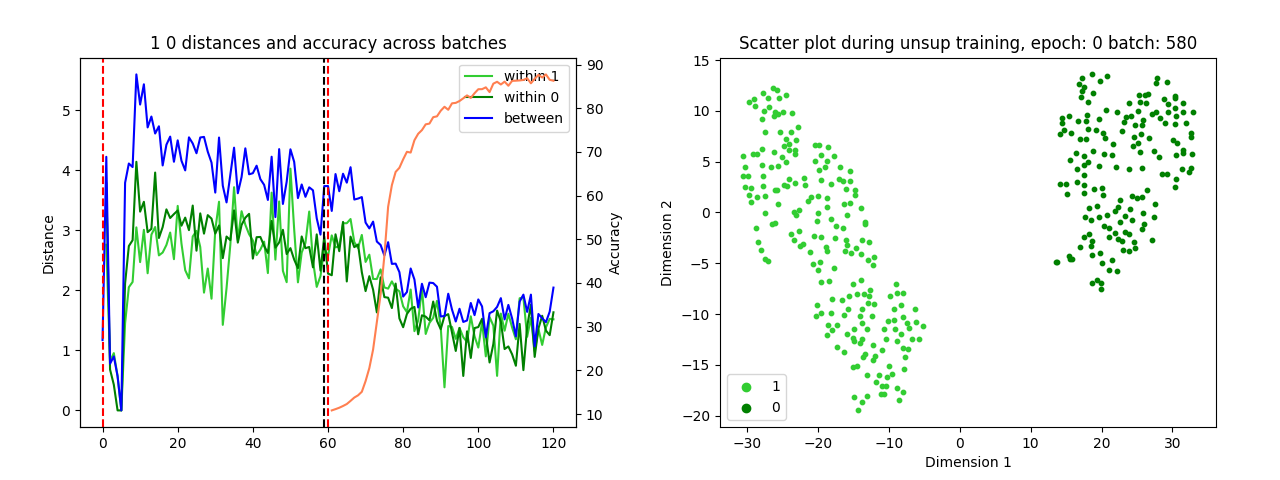 1 0 distances and accuracy across batches
Distance
5
4
3
2
1
0
0 20 40 60 80 100 120
within 1
within 0
between
90
80
70
60
50
40
30
20
10
Accuracy
Scatter plot during unsup training, epoch: 0 batch: 580
Dimension 2
15
10
5
0
−5
−10
−15
−20
1
0
−30 −20 −10 0 10 20 30
Dimension 1